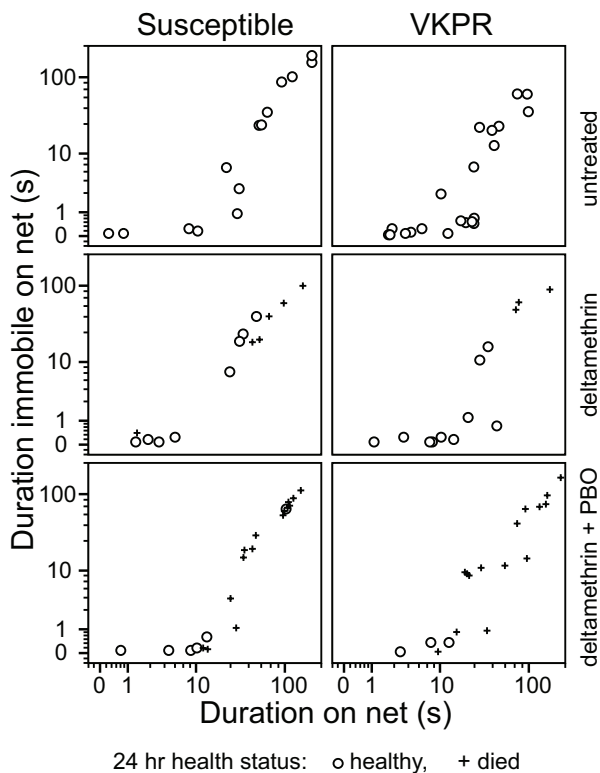 Susceptible VKPR
Duration immobile on net (s)
100
10
1
0
untreated
100
10
1
0
deltamethrin
100
10
1
0
deltamethrin + PBO
0 1 10 100 0 1 10 100
Duration on net (s)
24 hr health status: o healthy, + died